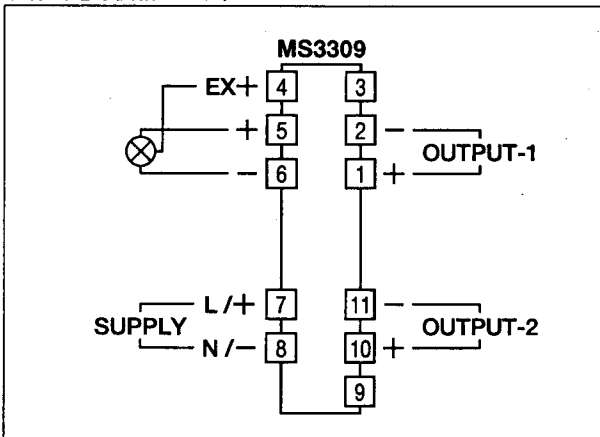 MS3309
EX+ 4 3
+ 5 2 -
OUTPUT-1
- 6 1 +
L/+ 7 11 -
SUPPLY OUTPUT-2
N/- 8 10 +
9